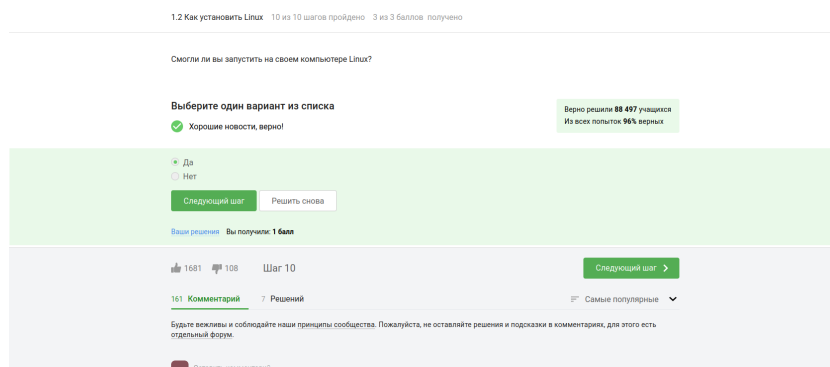 1.2 Как установить Linux 10 из 10 шагов пройдено 3 из 3 баллов получено
Смогли ли вы запустить на своем компьютере Linux?
Выберите один вариант из списка
Хорошие новости, верно!
Верно решили 88 497 учащихся
Из всех попыток 96% верных
Да
Нет
Следующий шаг Решить снова
Ваши решения Вы получили: 1 балл
1681 108 Шаг 10 Следующий шаг
161 Комментарий 7 Решений Самые популярные
Будьте вежливы и соблюдайте наши принципы сообщества. Пожалуйста, не оставляйте решения и подсказки в комментариях, для этого есть
отдельный форум.